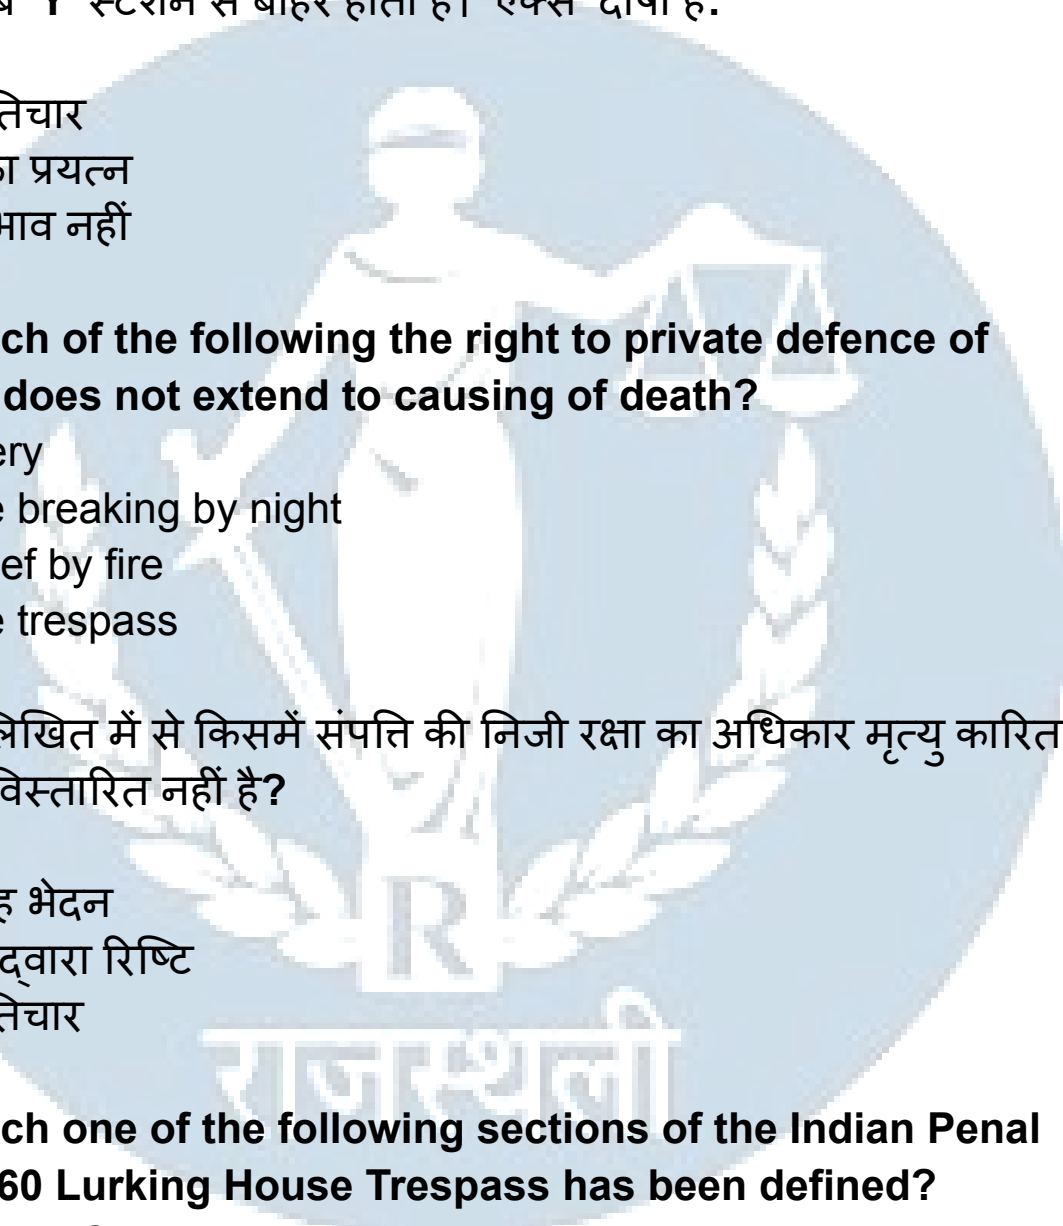 'Y' स्टेशन से बाहर होता है। 'एक्स' दोषी है:
तिचार
का प्रयत्न
भाव नहीं
ch of the following the right to private defence of
does not extend to causing of death?
ery
e breaking by night
ef by fire
e trespass
लिखित में से किसमें संपत्ति की निजी रक्षा का अधिकार मृत्यु कारित
विस्तारित नहीं है?
ह भेदन
द्वारा रिष्टि
तिचार
R
राजस्थली
ch one of the following sections of the Indian Penal
60 Lurking House Trespass has been defined?